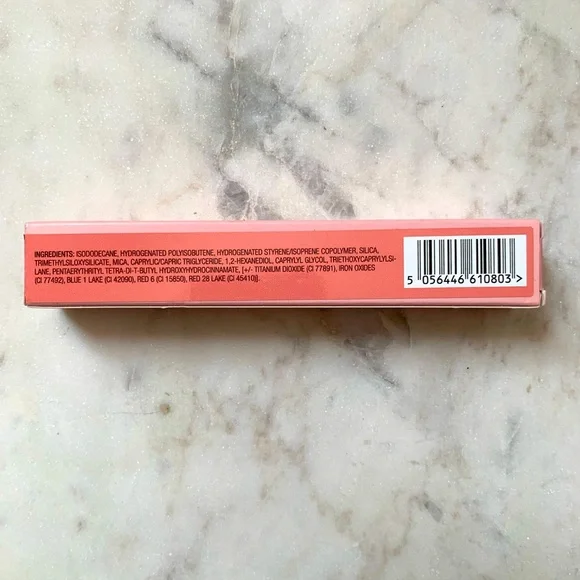 INGREDIENTS: ISODODECANE, HYDROGENATED POLYISOBUTENE, HYDROGENATED STYRENE/ISOPRENE COPOLYMER, SILICA,
TRIMETHYLSILOXYSILICATE, MICA, CAPRYLIC/CAPRIC TRIGLYCERIDE, 1,2-HEXANEDIOL, CAPRYLYL GLYCOL, TRIETHOXYCAPRYLYLSI-
LANE, PENTAERYTHRITYL TETRA-DI-T-BUTYL HYDROXYHYDROCINNAMATE, [+/- TITANIUM DIOXIDE (CI 77891), IRON OXIDES
(CI 77492), BLUE 1 LAKE (CI 42090), RED 6 (CI 15850), RED 28 LAKE (CI 45410)].
5 056446 610803 >